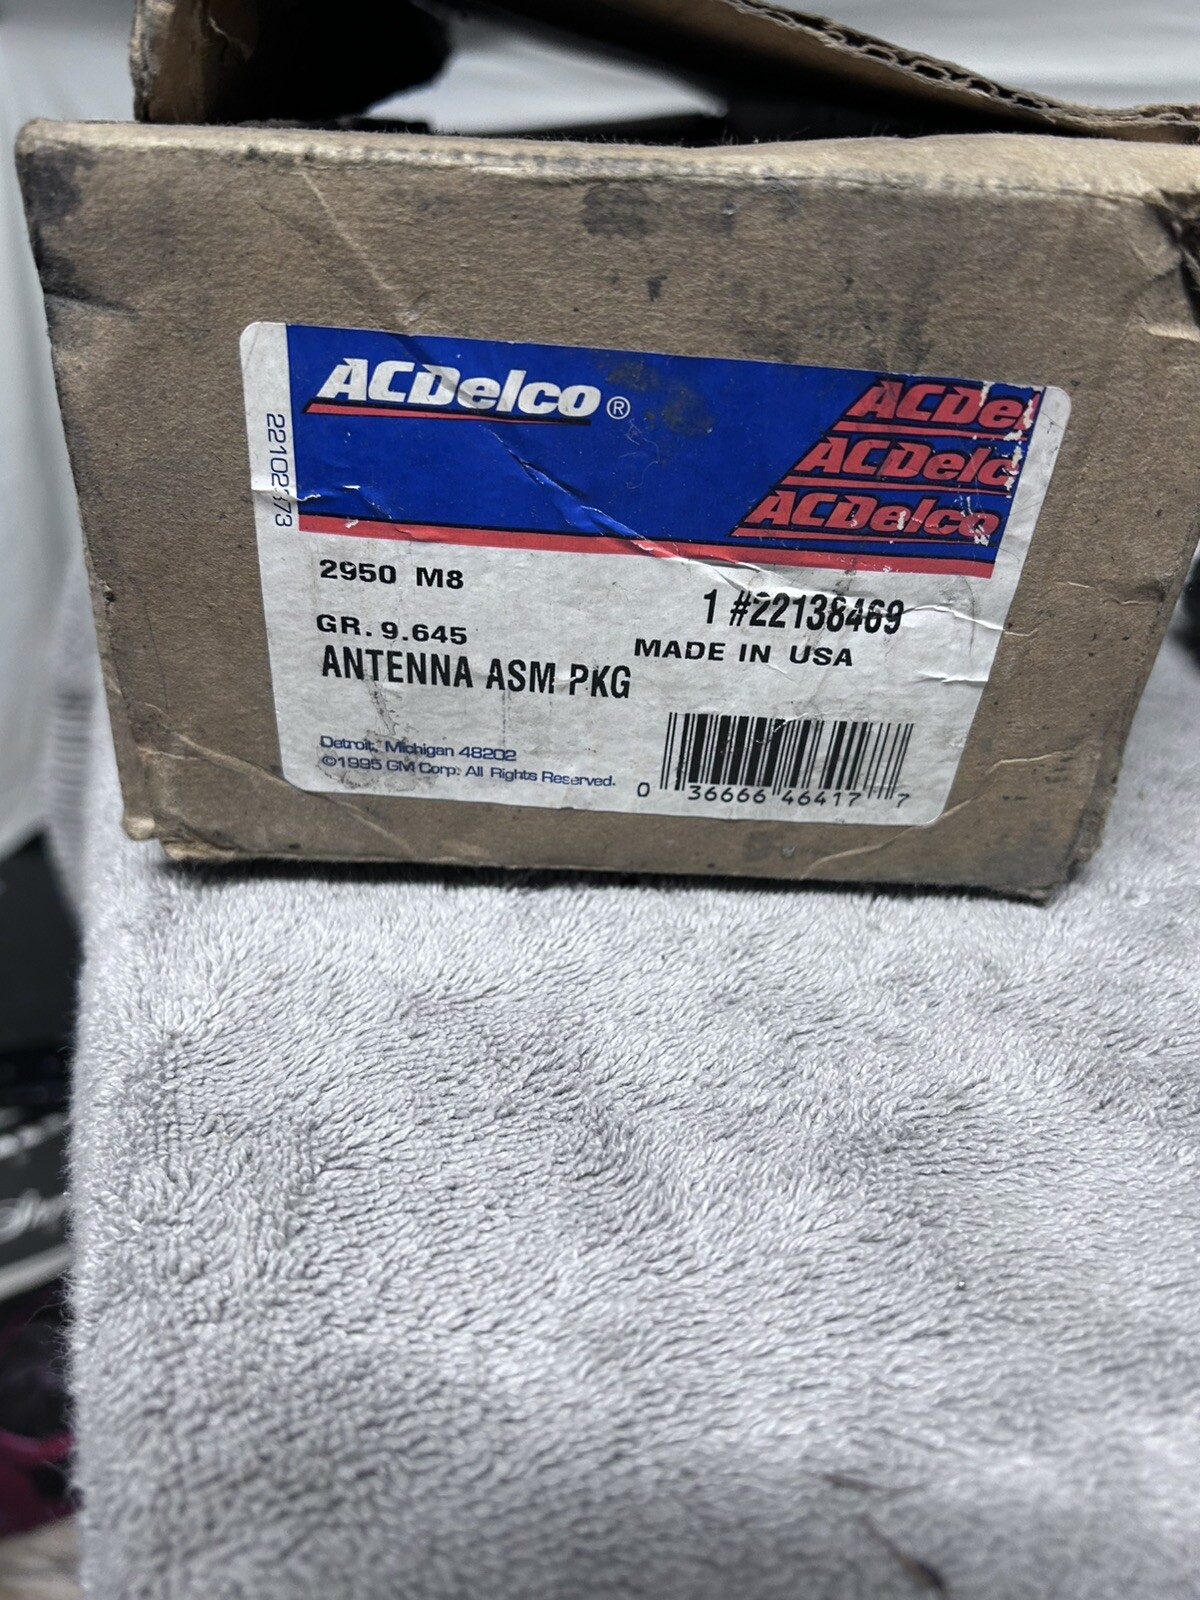 ACDelco®
ACDel
ACDelc
ACDelco
2950 M8
1 #22138469
GR. 9.645
MADE IN USA
ANTENNA ASM PKG
Detroit, Michigan 48202
©1995 GM Corp. All Rights Reserved.
0 36666 46417 7